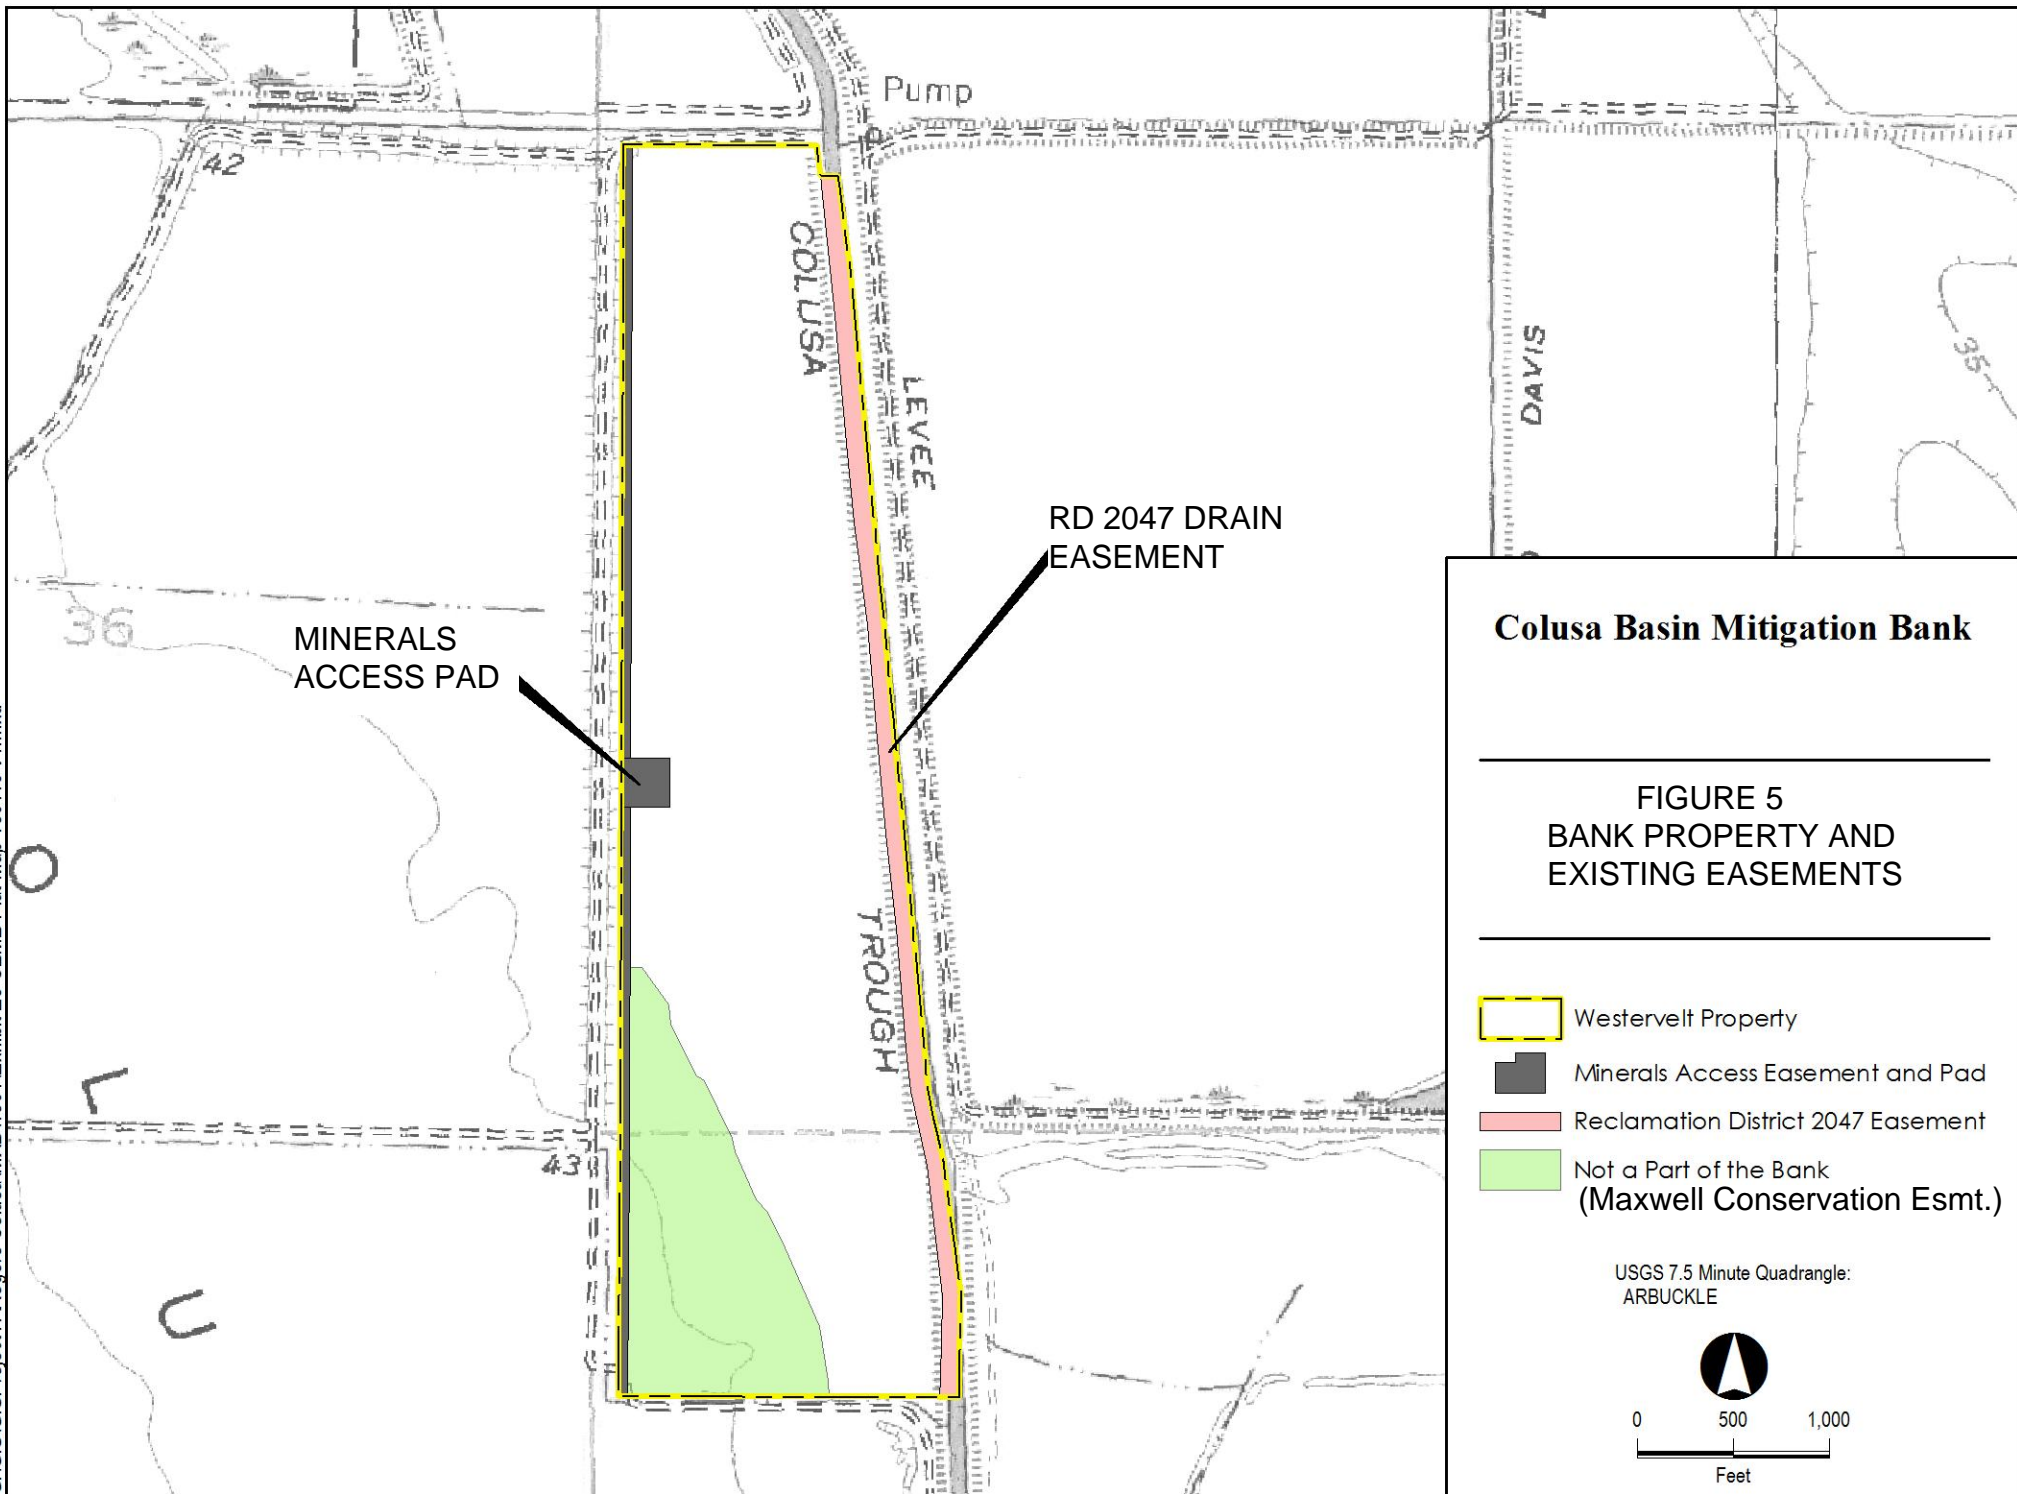 Pump
42
COLUSA
LEVEE
DAVIS
35
RD 2047 DRAIN
EASEMENT
36
MINERALS
ACCESS PAD
TROUGH
43
O
L
U
Colusa Basin Mitigation Bank
FIGURE 5
BANK PROPERTY AND
EXISTING EASEMENTS
Westervelt Property
Minerals Access Easement and Pad
Reclamation District 2047 Easement
Not a Part of the Bank
(Maxwell Conservation Esmt.)
USGS 7.5 Minute Quadrangle:
ARBUCKLE
0 500 1,000
Feet